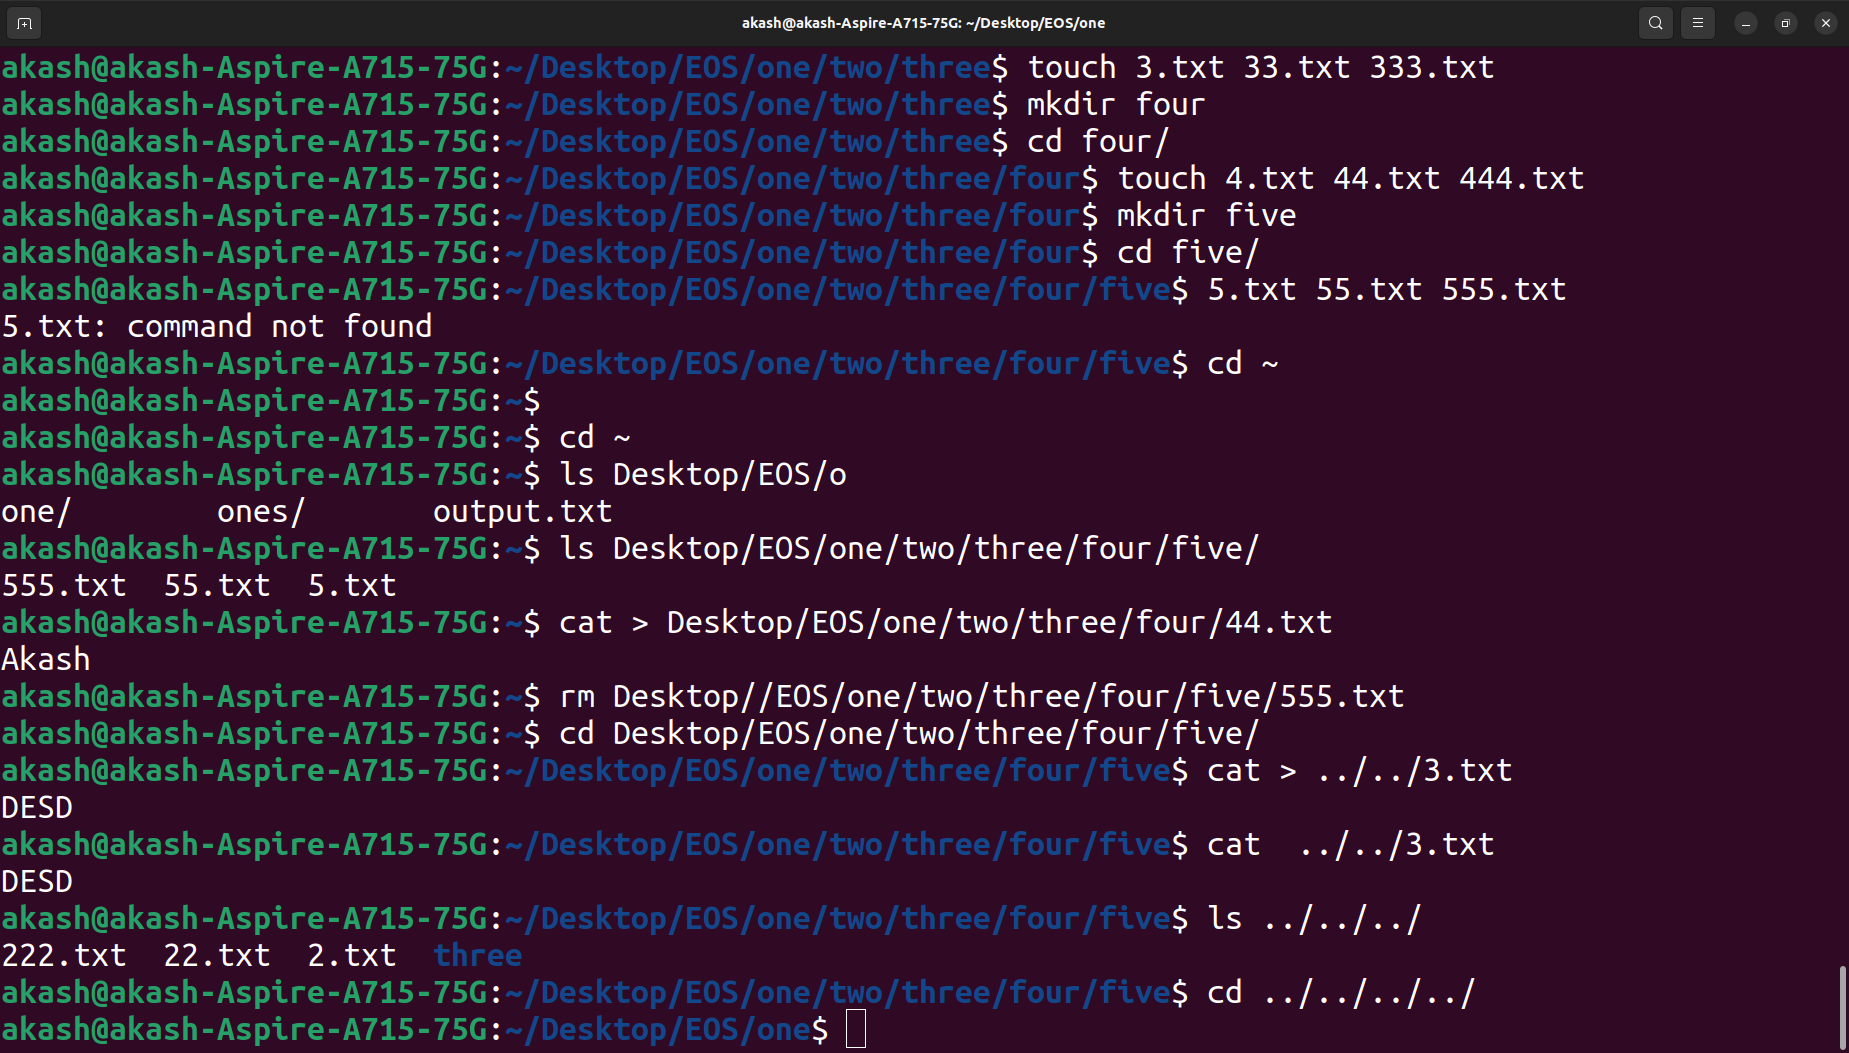 akash@akash-Aspire-A715-75G: ~/Desktop/EOS/one
akash@akash-Aspire-A715-75G:~/Desktop/EOS/one/two/three$ touch 3.txt 33.txt 333.txt
akash@akash-Aspire-A715-75G:~/Desktop/EOS/one/two/three$ mkdir four
akash@akash-Aspire-A715-75G:~/Desktop/EOS/one/two/three$ cd four/
akash@akash-Aspire-A715-75G:~/Desktop/EOS/one/two/three/four$ touch 4.txt 44.txt 444.txt
akash@akash-Aspire-A715-75G:~/Desktop/EOS/one/two/three/four$ mkdir five
akash@akash-Aspire-A715-75G:~/Desktop/EOS/one/two/three/four$ cd five/
akash@akash-Aspire-A715-75G:~/Desktop/EOS/one/two/three/four/five$ 5.txt 55.txt 555.txt
5.txt: command not found
akash@akash-Aspire-A715-75G:~/Desktop/EOS/one/two/three/four/five$ cd ~
akash@akash-Aspire-A715-75G:~$
akash@akash-Aspire-A715-75G:~$ cd ~
akash@akash-Aspire-A715-75G:~$ ls Desktop/EOS/o
one/        ones/       output.txt
akash@akash-Aspire-A715-75G:~$ ls Desktop/EOS/one/two/three/four/five/
555.txt  55.txt  5.txt
akash@akash-Aspire-A715-75G:~$ cat > Desktop/EOS/one/two/three/four/44.txt
Akash
akash@akash-Aspire-A715-75G:~$ rm Desktop//EOS/one/two/three/four/five/555.txt
akash@akash-Aspire-A715-75G:~$ cd Desktop/EOS/one/two/three/four/five/
akash@akash-Aspire-A715-75G:~/Desktop/EOS/one/two/three/four/five$ cat > ../../3.txt
DESD
akash@akash-Aspire-A715-75G:~/Desktop/EOS/one/two/three/four/five$ cat  ../../3.txt
DESD
akash@akash-Aspire-A715-75G:~/Desktop/EOS/one/two/three/four/five$ ls ../../../
222.txt  22.txt  2.txt  three
akash@akash-Aspire-A715-75G:~/Desktop/EOS/one/two/three/four/five$ cd ../../../../
akash@akash-Aspire-A715-75G:~/Desktop/EOS/one$